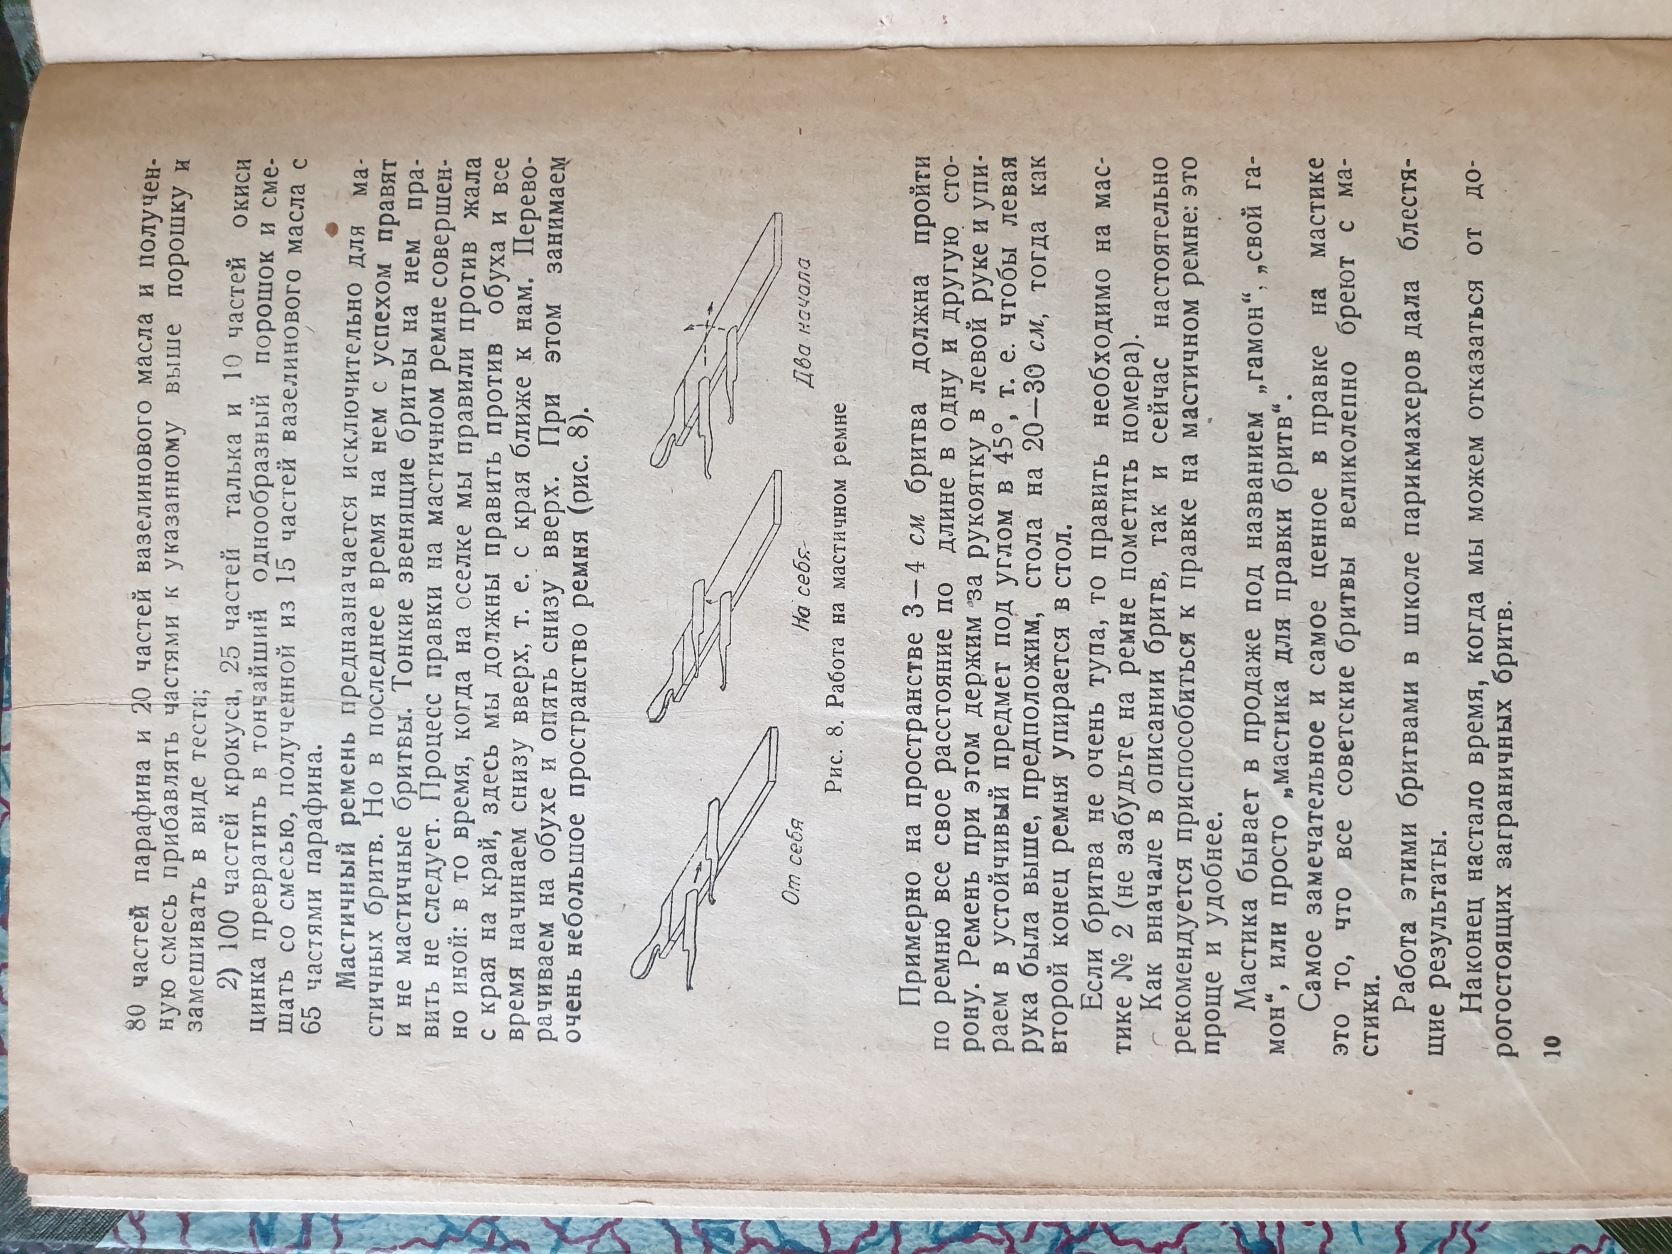 80 частей парафина и 20 частей вазелинового масла и получен-
ную смесь прибавлять частями к указанному выше порошку и
замешивать в виде теста;
2) 100 частей крокуса, 25 частей талька и 10 частей окиси
цинка превратить в тончайший однообразный порошок и сме-
шать со смесью, полученной из 15 частей вазелинового масла с
65 частями парафина.
Мастичный ремень предназначается исключительно для ма-
стичных бритв. Но в последнее время на нем с успехом правят
и не мастичные бритвы. Тонкие звенящие бритвы на нем пра-
вить не следует. Процесс правки на мастичном ремне совершен-
но иной: в то время, когда на оселке мы правили против жала
с края на край, здесь мы должны править против обуха и все
время начинаем снизу вверх, т. е. с края ближе к нам. Перево-
рачиваем на обухе и опять снизу вверх. При этом занимаем
очень небольшое пространство ремня (рис. 8).
От себя
На себя
Два начала
Рис. 8. Работа на мастичном ремне
Примерно на пространстве 3—4 см бритва должна пройти
по ремню все свое расстояние по длине в одну и другую сто-
рону. Ремень при этом держим за рукоятку в левой руке и упи-
раем в устойчивый предмет под углом в 45°, т. е. чтобы левая
рука была выше, предположим, стола на 20—30 см, тогда как
второй конец ремня упирается в стол.
Если бритва не очень тупа, то править необходимо на мас-
тике № 2 (не забудьте на ремне пометить номера).
Как вначале в описании бритв, так и сейчас настоятельно
рекомендуется приспособиться к правке на мастичном ремне: это
проще и удобнее.
Мастика бывает в продаже под названием „гамон“, „свой га-
мон“, или просто „мастика для правки бритв“.
Самое замечательное и самое ценное в правке на мастике
это то, что все советские бритвы великолепно бреют с ма-
стики.
Работа этими бритвами в школе парикмахеров дала блестя-
щие результаты.
Наконец настало время, когда мы можем отказаться от до-
рогостоящих заграничных бритв.
10